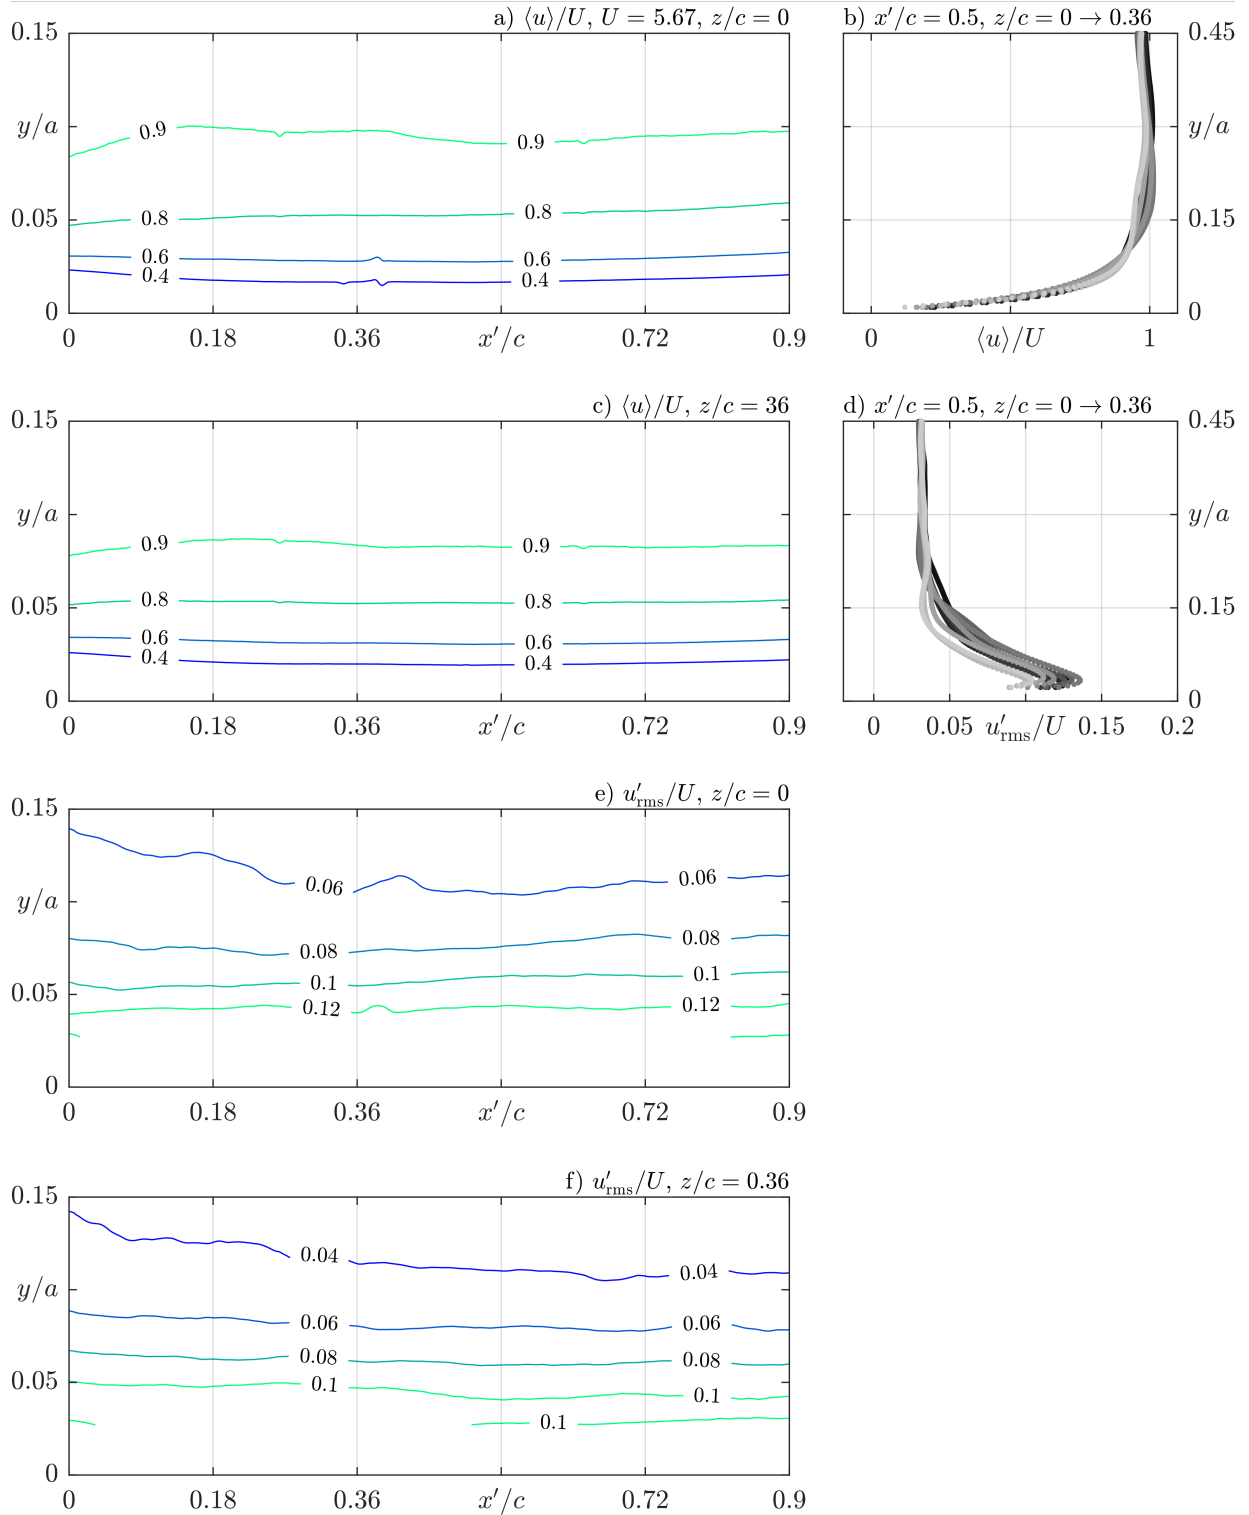 a) ⟨u⟩/U, U = 5.67, z/c = 0
b) x′/c = 0.5, z/c = 0 → 0.36
0.15
0.45
0.9
y/a
y/a
0.9
0.8
0.8
0.05
0.15
0.6
0.6
0.4
0.4
0
0
0 0.18 0.36 x′/c 0.72 0.9
0 ⟨u⟩/U 1
c) ⟨u⟩/U, z/c = 36
d) x′/c = 0.5, z/c = 0 → 0.36
0.15
0.45
y/a
y/a
0.9 0.9
0.8 0.8
0.05
0.15
0.6 0.6
0.4 0.4
0
0
0 0.18 0.36 x′/c 0.72 0.9
0 0.05 u′rms/U 0.15 0.2
e) u′rms/U, z/c = 0
0.15
0.06 0.06
y/a
0.08 0.08
0.1 0.1
0.05
0.12 0.12
0
0 0.18 0.36 x′/c 0.72 0.9
f) u′rms/U, z/c = 0.36
0.15
0.04 0.04
y/a
0.06 0.06
0.08 0.08
0.05
0.1 0.1
0.1
0
0 0.18 0.36 x′/c 0.72 0.9